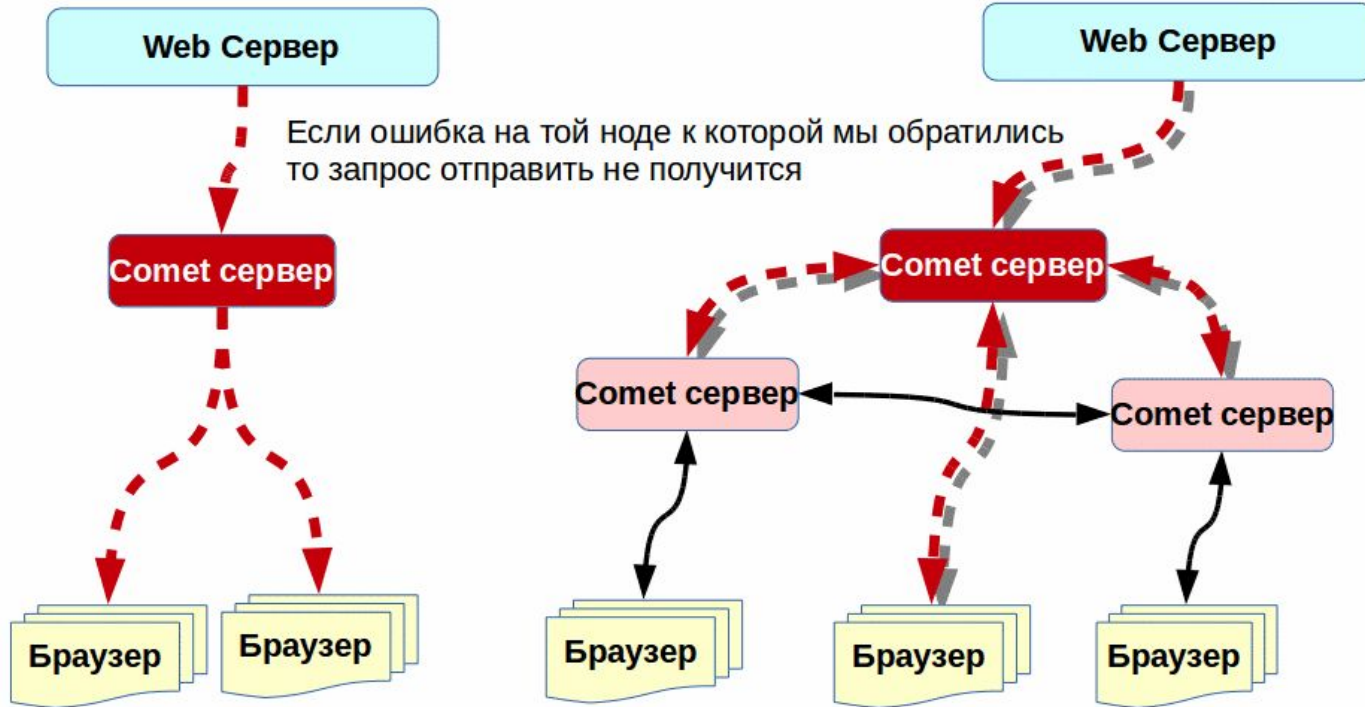 Web Сервер
Web Сервер
Если ошибка на той ноде к которой мы обратились
то запрос отправить не получится
Comet сервер
Comet сервер
Comet сервер
Comet сервер
Браузер
Браузер
Браузер
Браузер
Браузер